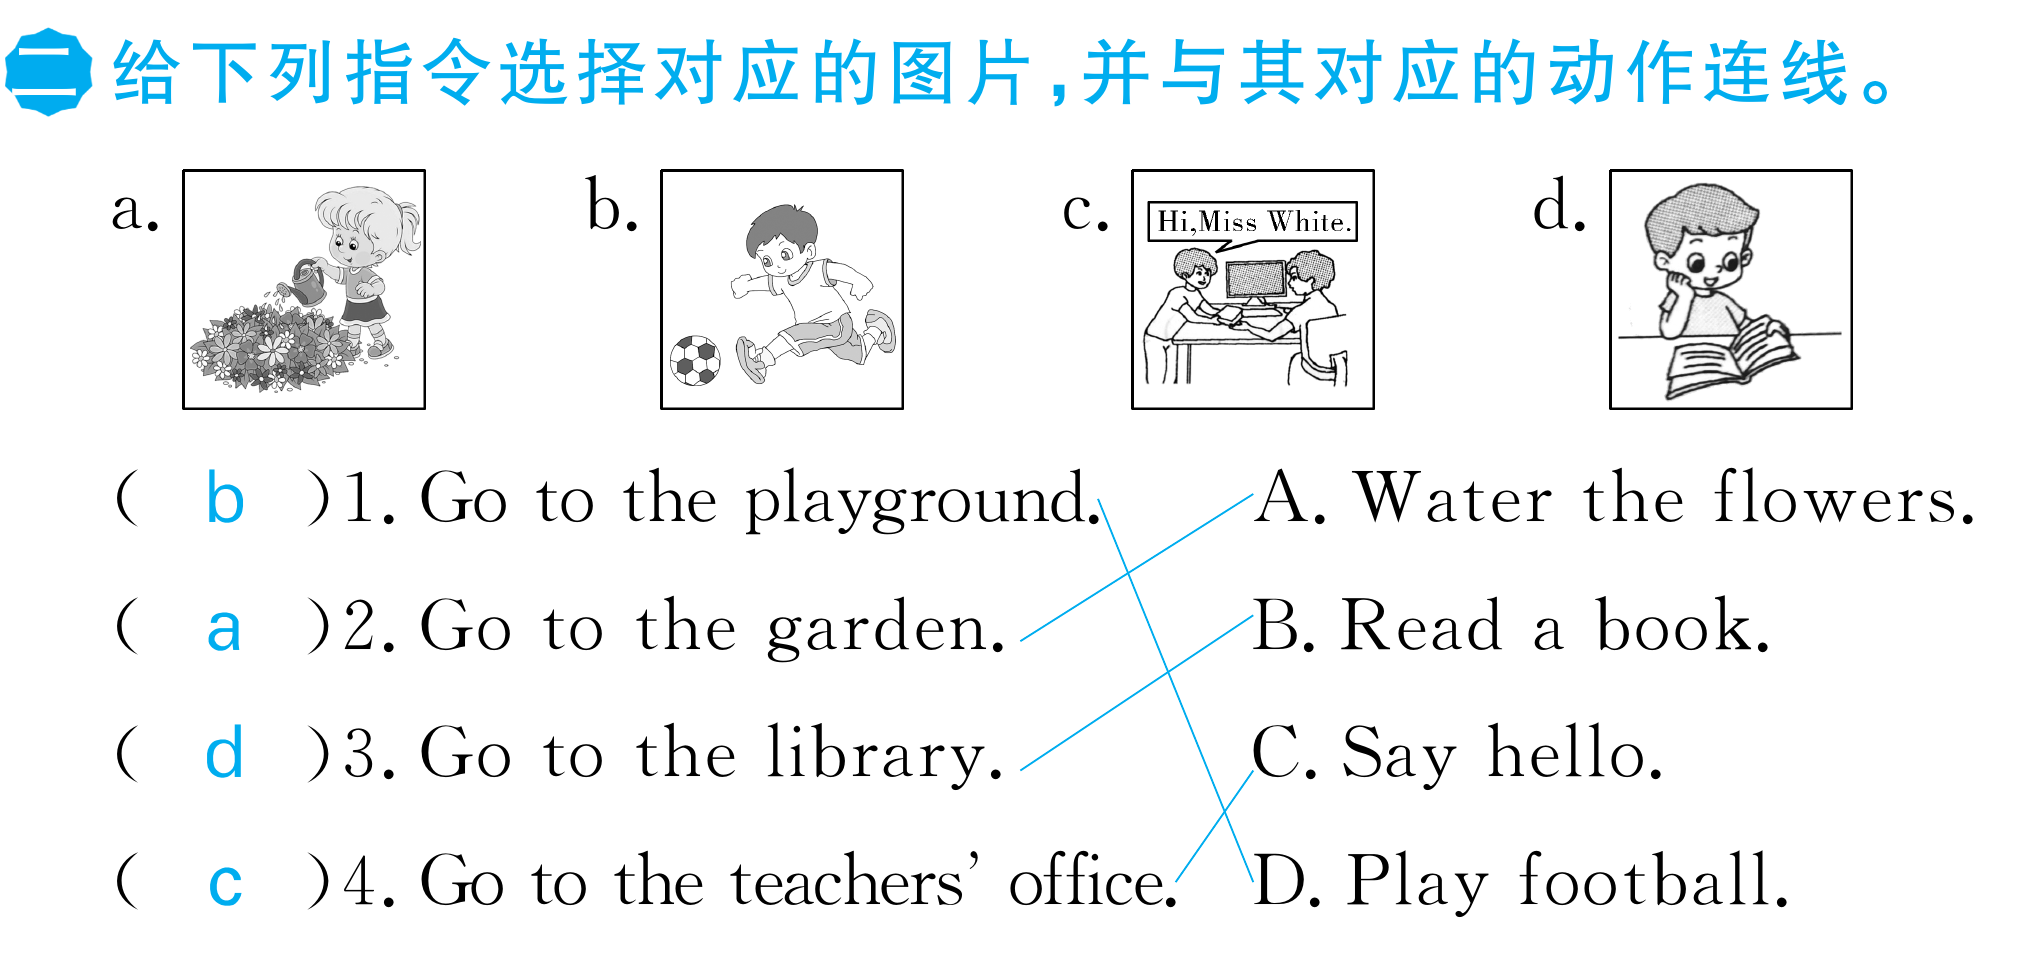 二 给下列指令选择对应的图片,并与其对应的动作连线。
a. b. c. d.
Hi,Miss White.
( b )1. Go to the playground. A. Water the flowers.
( a )2. Go to the garden. B. Read a book.
( d )3. Go to the library. C. Say hello.
( c )4. Go to the teachers’ office. D. Play football.